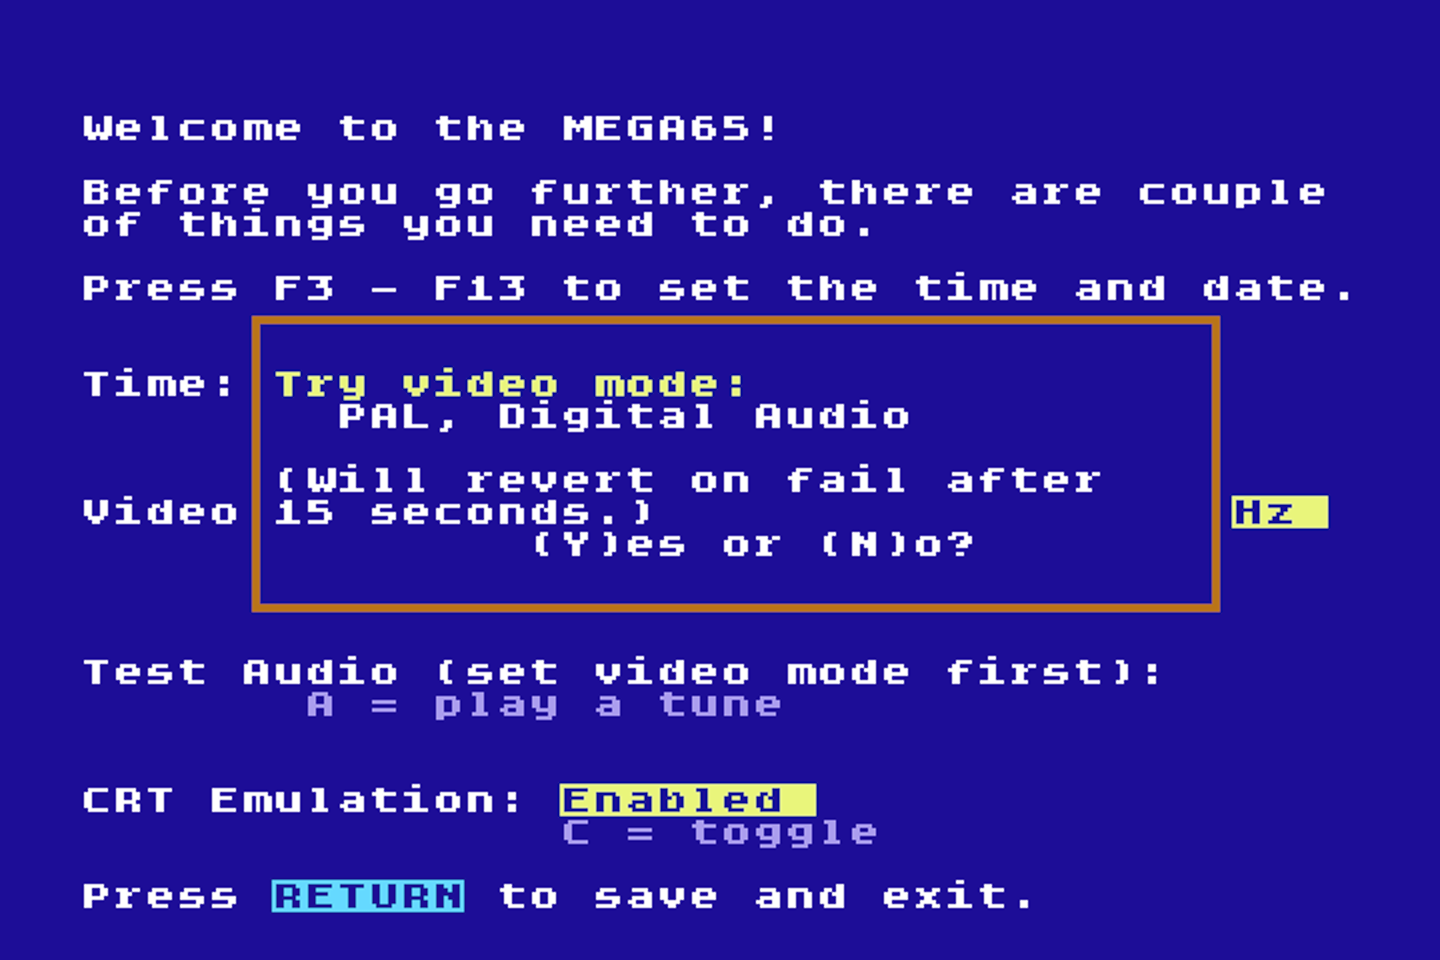 Welcome to the MEGA65!
Before you go further, there are couple
of things you need to do.
Press F3 – F13 to set the time and date.
Time: Try video mode:
PAL, Digital Audio
(Will revert on fail after
Video 15 seconds.) Hz
(Y)es or (N)o?
Test Audio (set video mode first):
A = play a tune
CRT Emulation: Enabled
C = toggle
Press RETURN to save and exit.